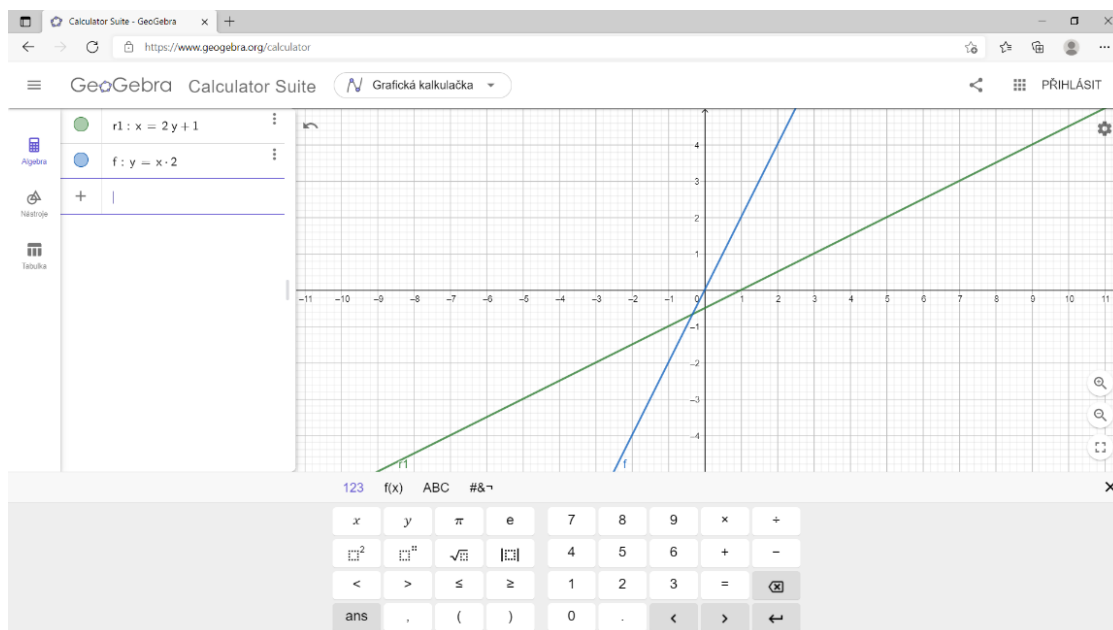 Calculator Suite - GeoGebra
https://www.geogebra.org/calculator
GeoGebra Calculator Suite Grafická kalkulačka PŘIHLÁSIT
Algebra
Nástroje
Tabulka
r1 : x = 2 y + 1
f : y = x · 2
4
3
2
1
−11 −10 −9 −8 −7 −6 −5 −4 −3 −2 −1 0 1 2 3 4 5 6 7 8 9 10 11
−1
−2
−3
−4
r1
f
123 f(x) ABC #&¬
x y π e 7 8 9 × ÷
□² □^□ √□ |□| 4 5 6 + −
< > ≤ ≥ 1 2 3 =
ans , ( ) 0 . < >